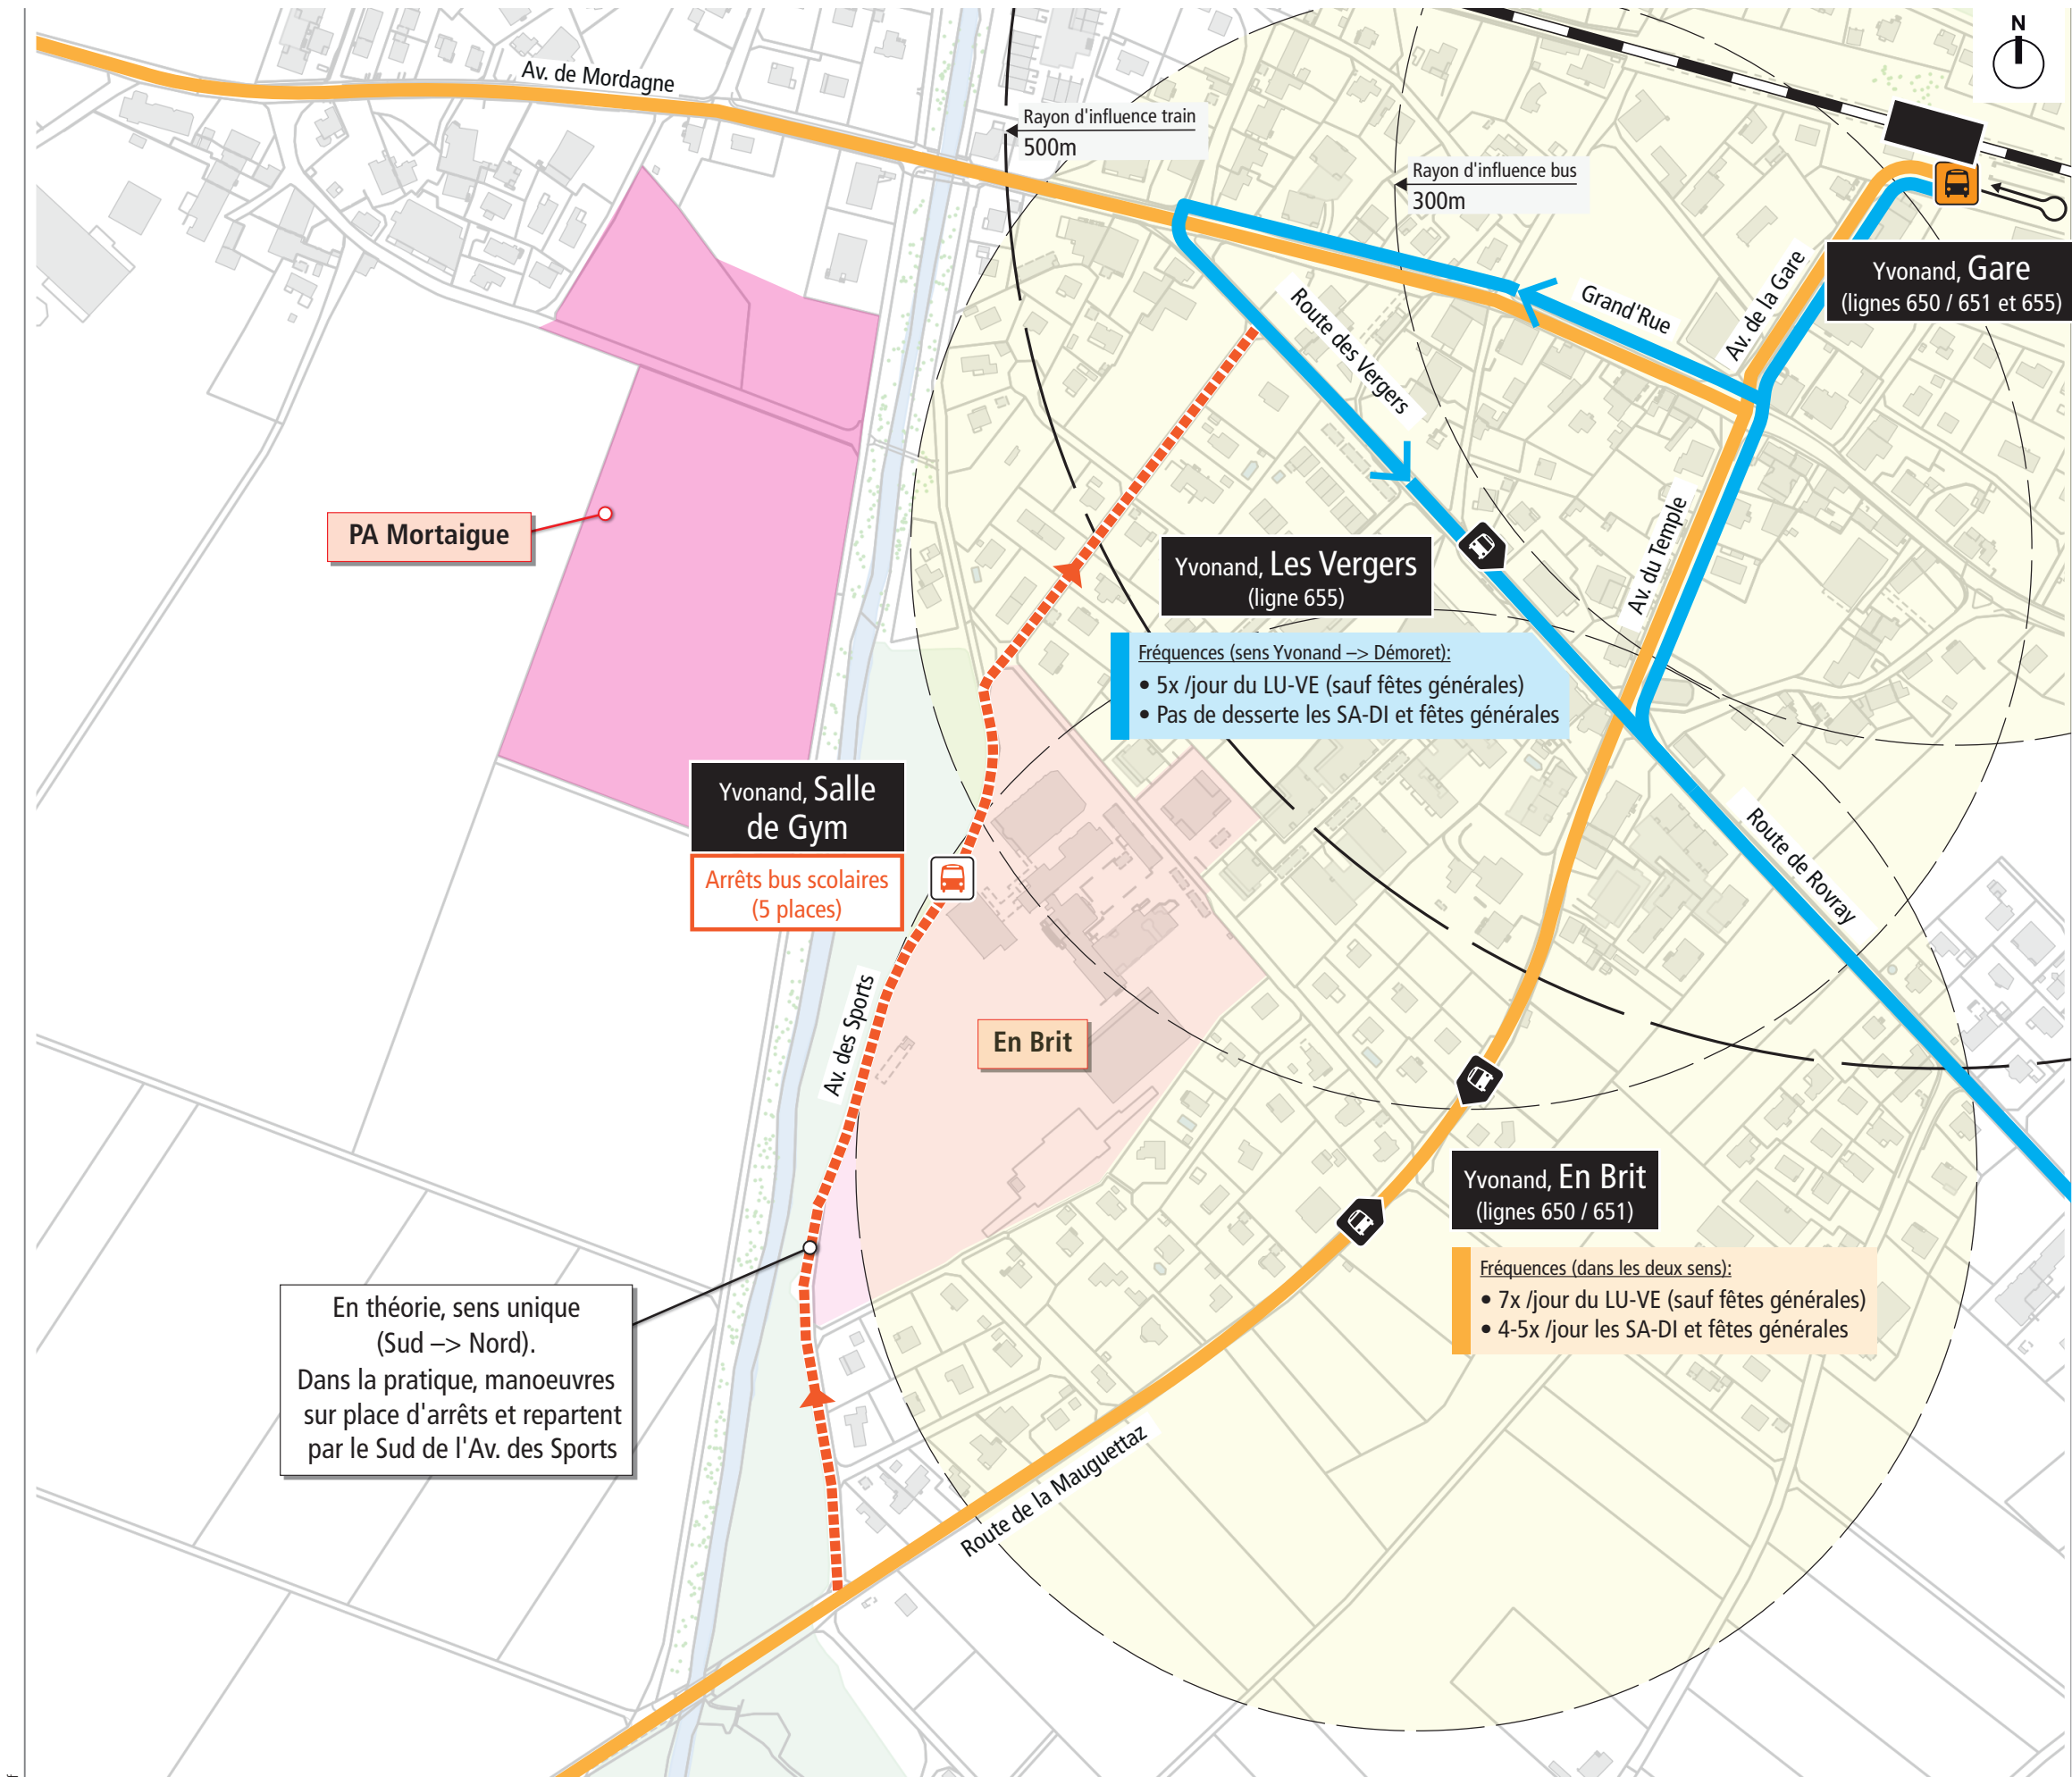 N
Av. de Mordagne
Rayon d'influence train
500m
Rayon d'influence bus
300m
Yvonand, Gare
(lignes 650 / 651 et 655)
Av. de la Gare
Grand'Rue
Route des Vergers
PA Mortaigue
Av. du Temple
Yvonand, Les Vergers
(ligne 655)
Fréquences (sens Yvonand –> Démoret):
• 5x /jour du LU-VE (sauf fêtes générales)
• Pas de desserte les SA-DI et fêtes générales
Yvonand, Salle
de Gym
Arrêts bus scolaires
(5 places)
Route de Rovray
Av. des Sports
En Brit
Yvonand, En Brit
(lignes 650 / 651)
Fréquences (dans les deux sens):
• 7x /jour du LU-VE (sauf fêtes générales)
• 4-5x /jour les SA-DI et fêtes générales
En théorie, sens unique
(Sud –> Nord).
Dans la pratique, manoeuvres
sur place d'arrêts et repartent
par le Sud de l'Av. des Sports
Route de la Mauguettaz